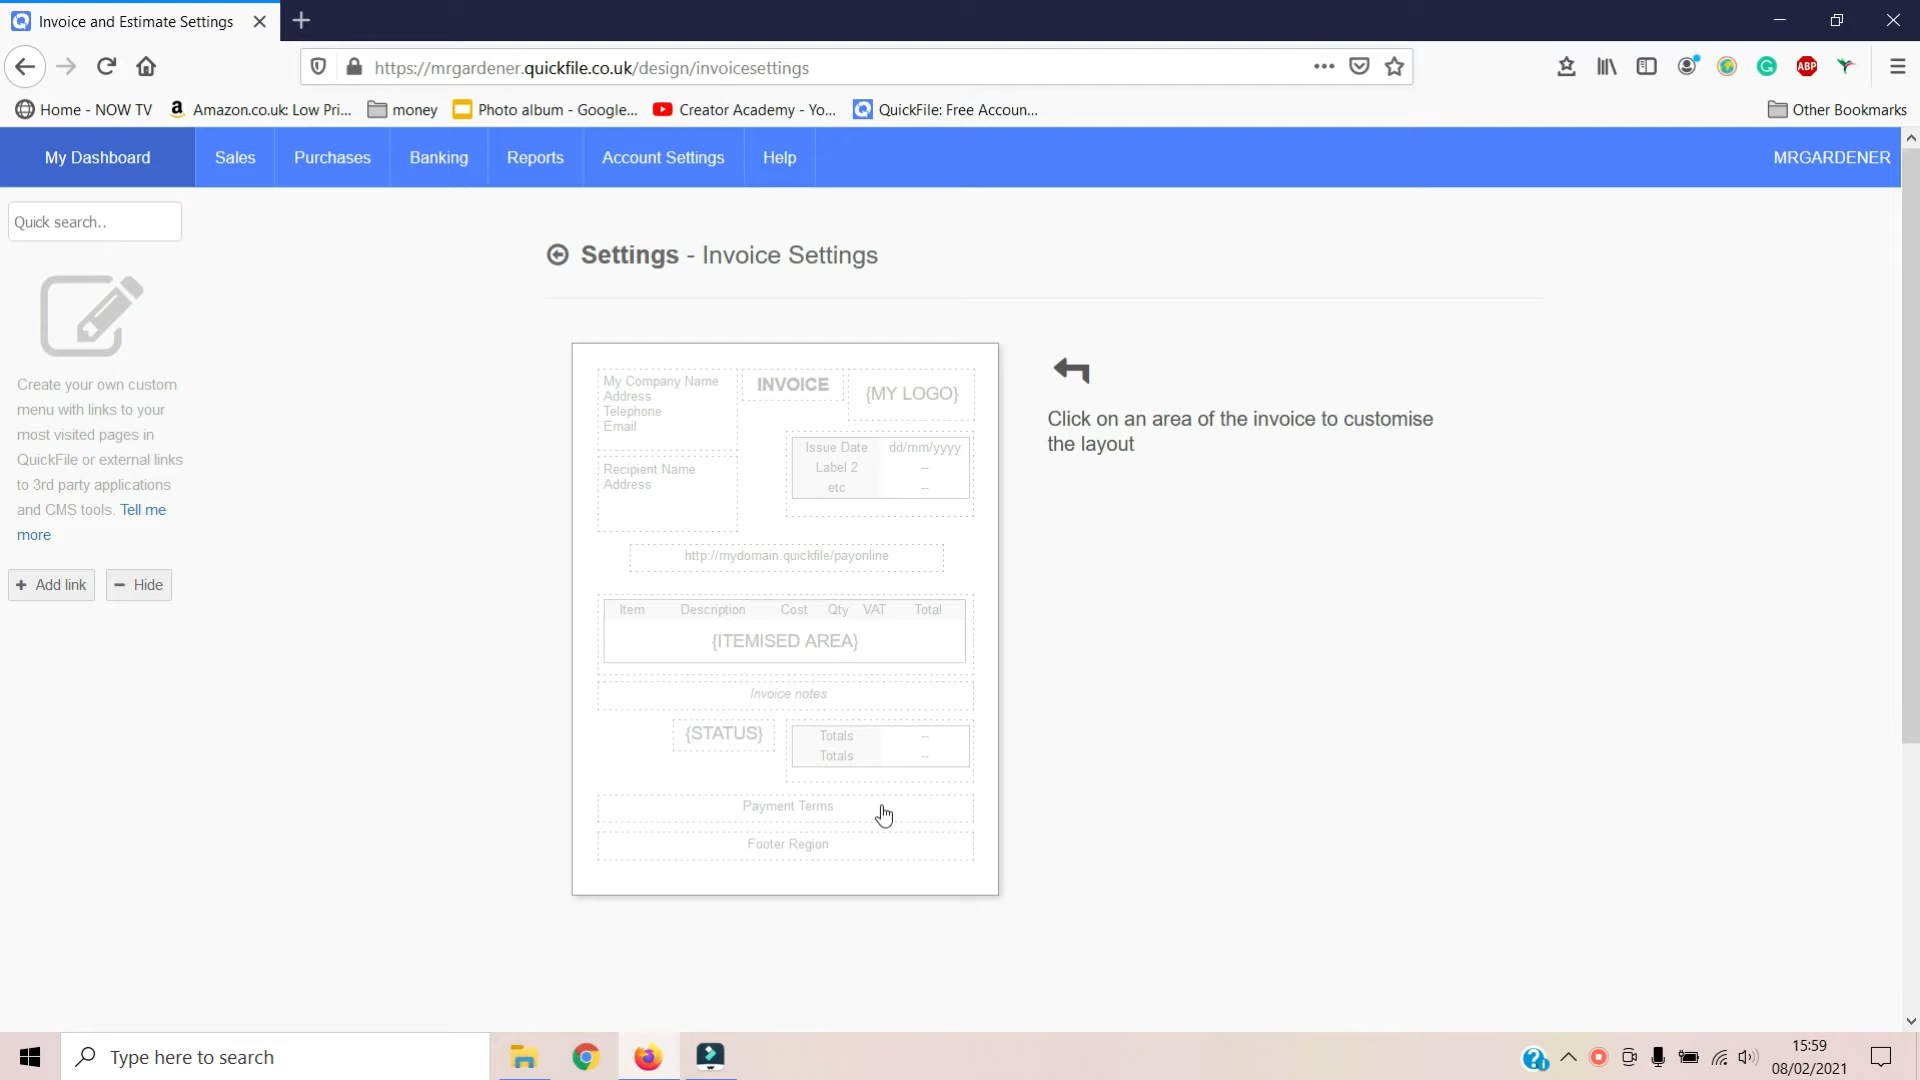 Invoice and Estimate Settings
https://mrgardener.quickfile.co.uk/design/invoicesettings
Home - NOW TV
Amazon.co.uk: Low Pri...
money
Photo album - Google...
Creator Academy - Yo...
QuickFile: Free Accoun...
Other Bookmarks
ABP
My Dashboard
Sales
Purchases
Banking
Reports
Account Settings
Help
MRGARDENER
Quick search..
Create your own custom
menu with links to your
most visited pages in
QuickFile or external links
to 3rd party applications
and CMS tools. Tell me
more
+ Add link
− Hide
Settings - Invoice Settings
My Company Name
Address
Telephone
Email
INVOICE
{MY LOGO}
Issue Date dd/mm/yyyy
Label 2 --
etc --
Recipient Name
Address
http://mydomain.quickfile/payonline
Item Description Cost Qty VAT Total
{ITEMISED AREA}
Invoice notes
{STATUS}
Totals --
Totals --
Payment Terms
Footer Region
Click on an area of the invoice to customise
the layout
Type here to search
15:59
08/02/2021